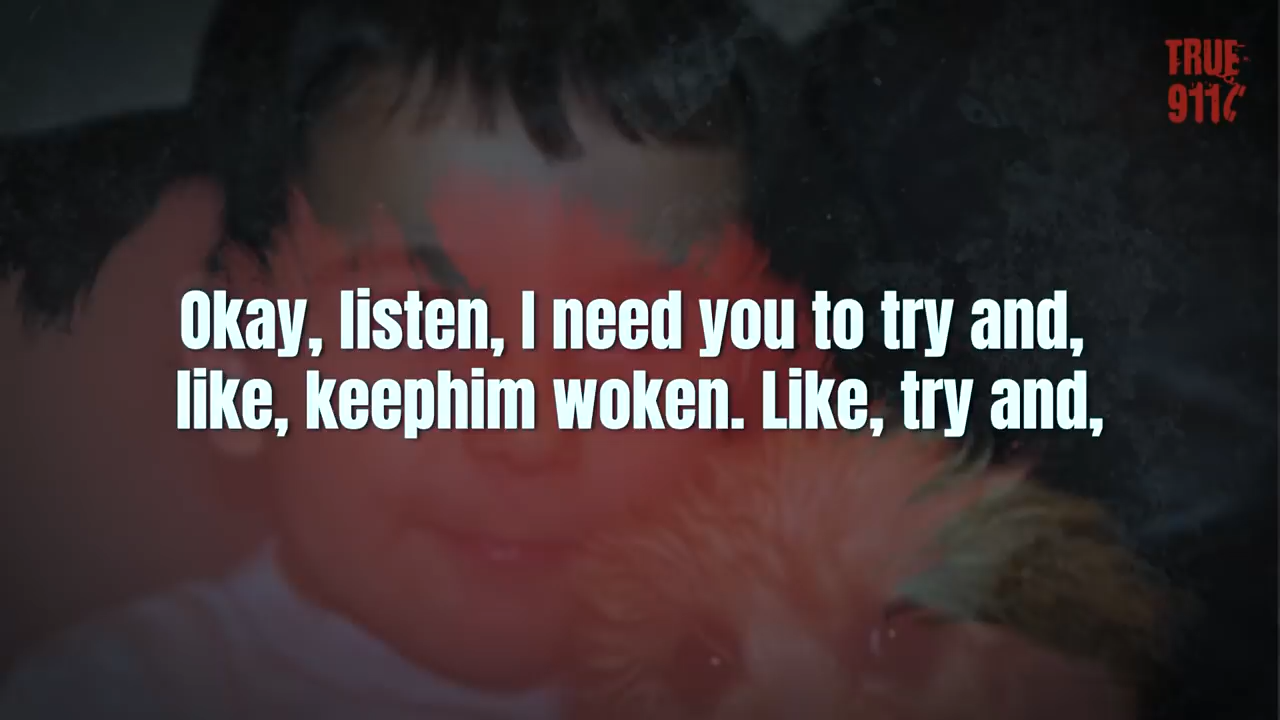 TRUE
911
Okay, listen, I need you to try and,
like, keephim woken. Like, try and,